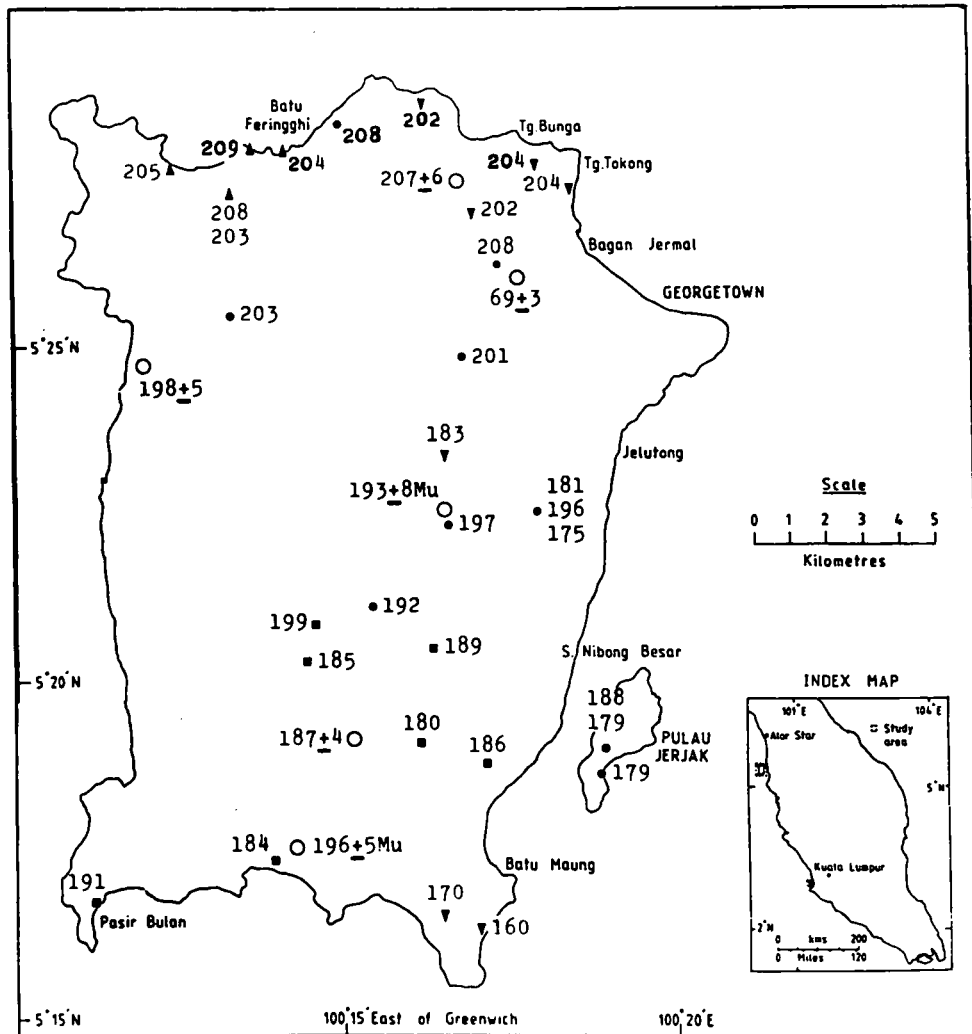 Batu
Feringghi
202
208
Tg.Bunga
209
204
205
204
Tg.Tokong
207±6
204
208
203
202
Bagan Jermal
208
69±3
GEORGETOWN
203
5°25'N
201
198±5
183
Jelutong
193±8Mu
181
196
175
197
Scale
0 1 2 3 4 5
Kilometres
192
199
189
S. Nibong Besar
185
5°20'N
INDEX MAP
188
179
187±4
180
186
PULAU
JERJAK
179
101°E
104°E
Alor Star
Study
area
5°N
184
196±5Mu
Batu Maung
Kuala Lumpur
191
170
Pasir Bulan
160
2°N
0 kms 200
0 Miles 120
5°15'N
100°15'East of Greenwich
100°20'E